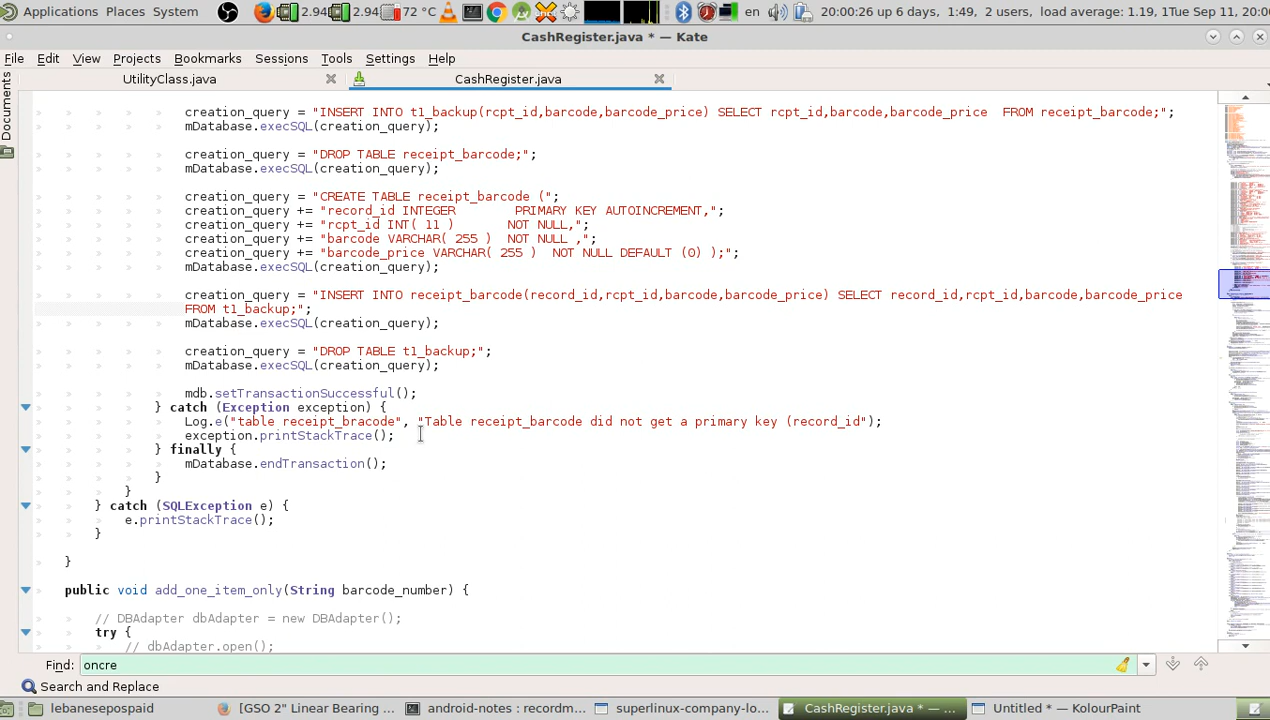 Applications Places System 2.94 2.94 72 °C en 20:00:26 up 6 days, 1:42, 2 users, load average: 1.19, 1 Tue Sep 11, 20:0
CashRegister.java * — Kate
File Edit View Projects Bookmarks Sessions Tools Settings Help
UtilityClass.java CashRegister.java
Documents
creation_query = "INSERT INTO t1_backup(rcpt_id,barcode,barcode_price) SELECT rcpt_id,barcode,barcode_price FROM receipt_barcode;";
mDatabase.execSQL(creation_query);
creation_query = "DROP TABLE receipt_barcode;";
mDatabase.execSQL(creation_query);
creation_query = "CREATE TABLE receipt_barcode (";
creation_query += "record_id INTEGER PRIMARY KEY AUTOINCREMENT,";
creation_query += "rcpt_id INT( 11 ) NOT NULL,";
creation_query += "barcode VARCHAR( 255 ) NOT NULL,";
creation_query += "barcode_price VARCHAR( 255 ) NOT NULL DEFAULT (0) );";
mDatabase.execSQL(creation_query);
creation_query = "INSERT INTO receipt_barcode(record_id,rcpt_id,barcode,barcode_price) SELECT record_id,rcpt_id,barcode,barcode_price
FROM t1_backup;";
mDatabase.execSQL(creation_query);
creation_query = "DROP TABLE t1_backup;";
mDatabase.execSQL(creation_query);
mdb.setTransactionSuccessful();
} catch (Exception exception) {
Log.e("table receipt_barcode", "Table receipt_barcode did not get a primary key (record_id");
exception.printStackTrace();
} finally {
mDatabase.endTransaction();
}
catch (SQLException e)
e.printStackTrace();
}
}
public void add_one_item_only(String barcode_number)
// DBAdapter dbAdapter = new DBAdapter
try {
// dbAdapter.open();
Find: oncre
Search and Replace
lebanesepospaid [GSO 2" Linear Bearing ... android-notes : records superlinux-company-lo... CashRegister.java * — ... Untitled * — KolourPaint